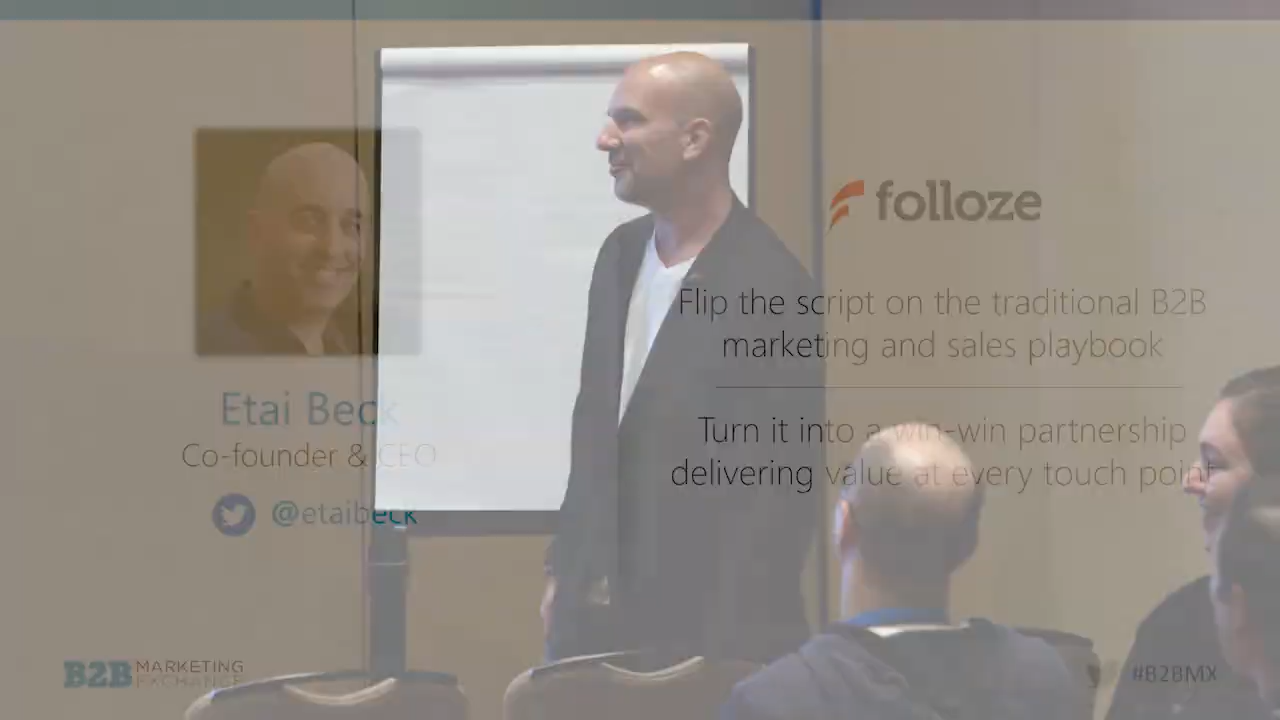 folloze
Flip the script on the traditional B2B
marketing and sales playbook
Turn it into a win-win partnership
delivering value at every touch point
Etai Beck
Co-founder & CEO
@etaibeck
B2B MARKETING
EXCHANGE
#B2BMX